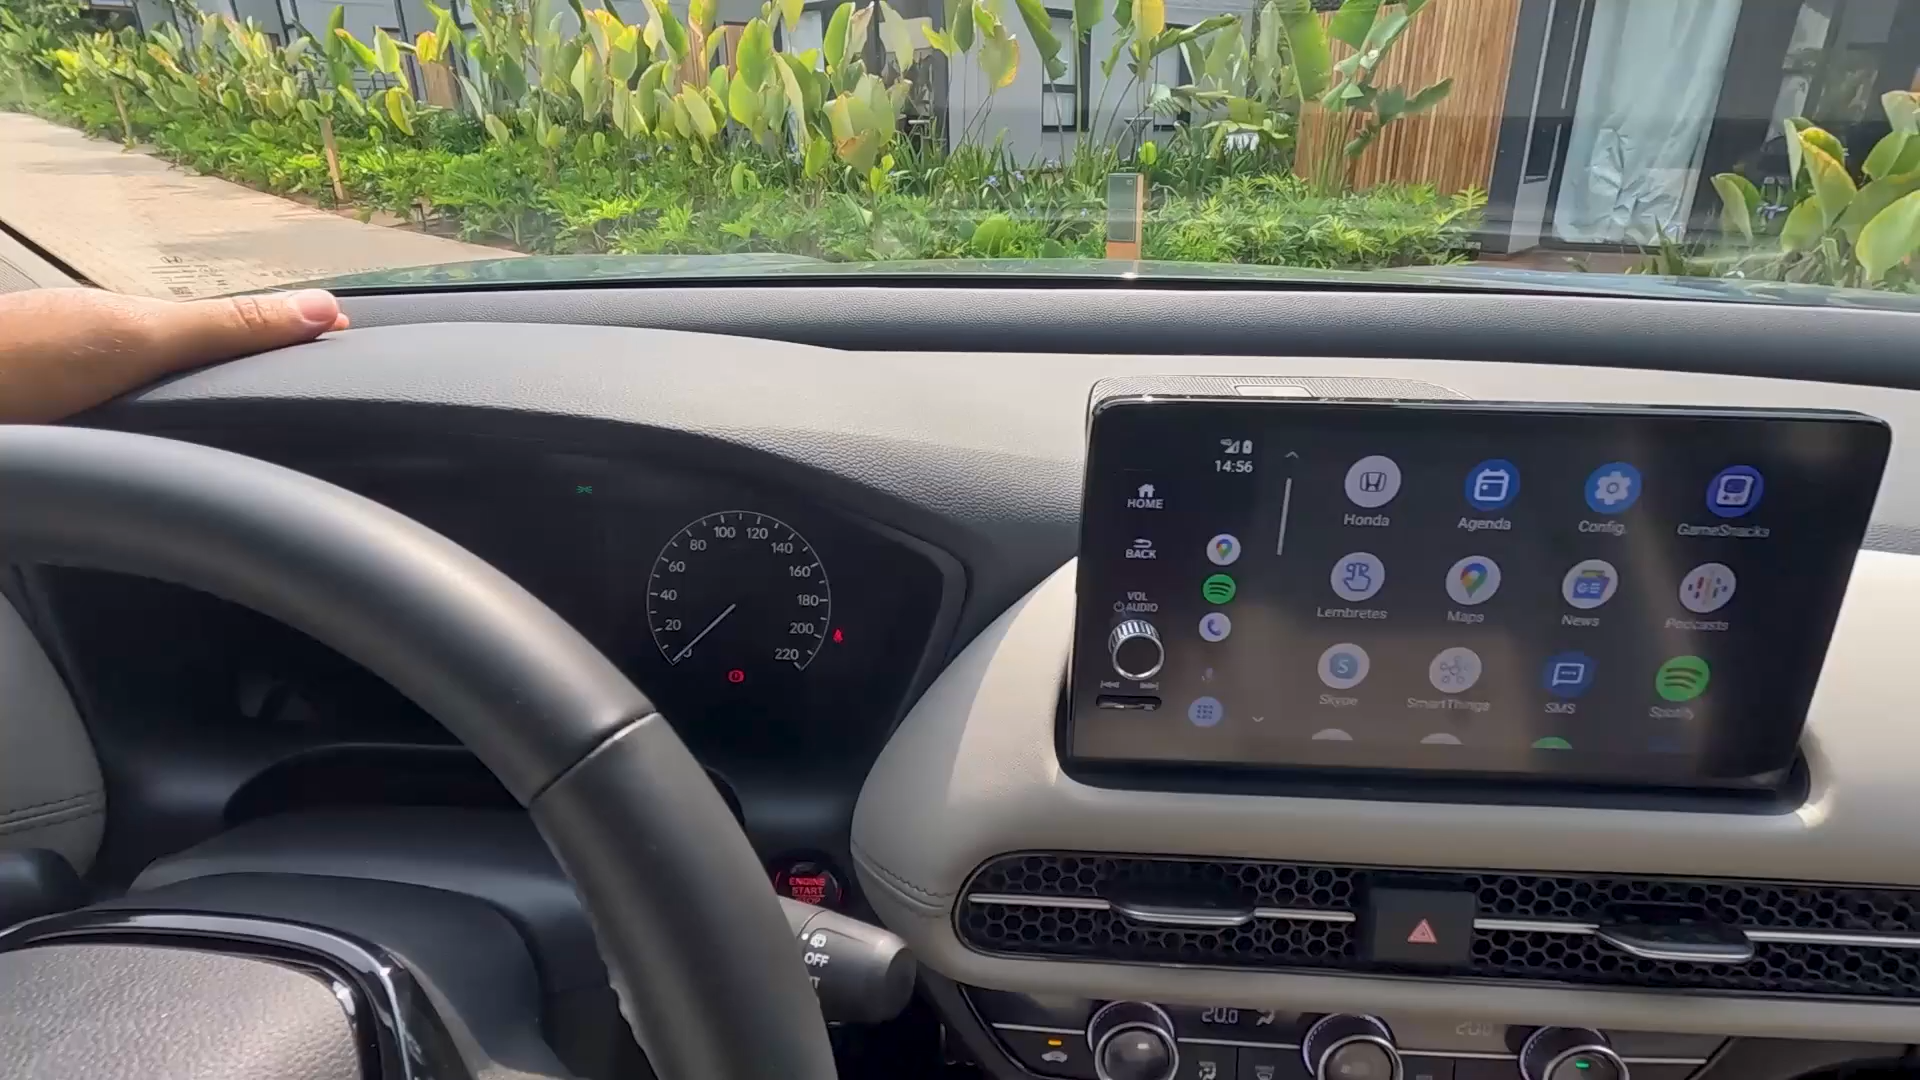 14:56
HOME
BACK
VOL
AUDIO
Honda
Agenda
Config.
GameSnacks
Lembretes
Maps
News
Podcasts
Skype
SmartThings
SMS
Spotify
0
20
40
60
80
100
120
140
160
180
200
220
ENGINE
START
STOP
OFF
20.0